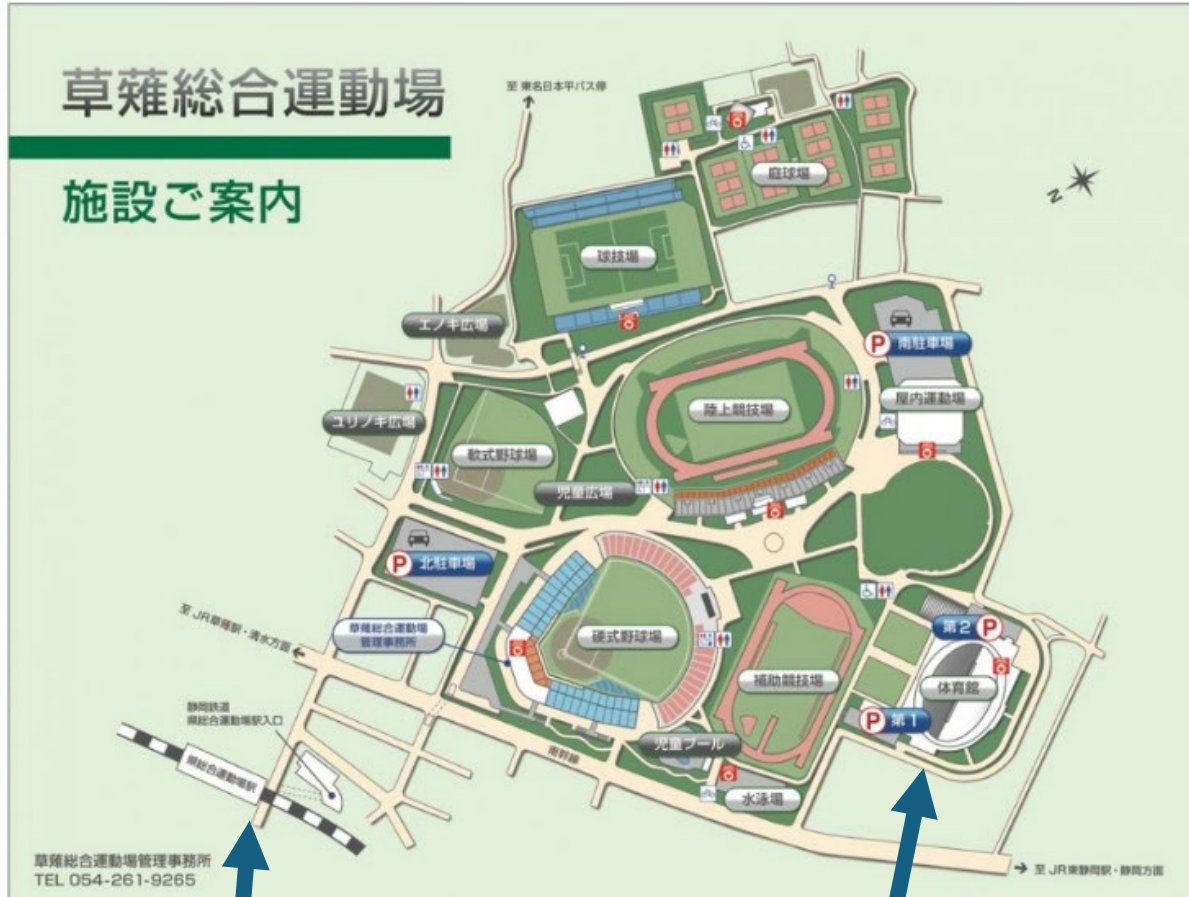 草薙総合運動場
施設ご案内
至 東名日本平バス停
庭球場
N
球技場
エノキ広場
P 南駐車場
ユリノキ広場
陸上競技場
屋内運動場
軟式野球場
児童広場
P 北駐車場
至 JR草薙駅・清水方面
草薙総合運動場
管理事務所
硬式野球場
第2 P
補助競技場
体育館
静岡鉄道
県総合運動場駅入口
P 第1
県総合運動場駅
南幹線
児童プール
水泳場
草薙総合運動場管理事務所
TEL 054-261-9265
至 JR東静岡駅・静岡方面